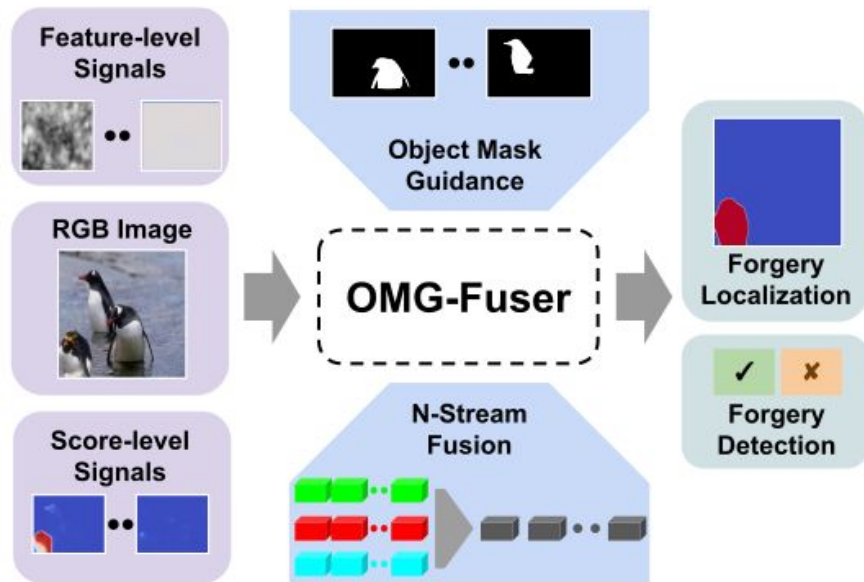 Feature-level
Signals
RGB Image
Score-level
Signals
Object Mask
Guidance
OMG-Fuser
N-Stream
Fusion
Forgery
Localization
✓ ✘
Forgery
Detection